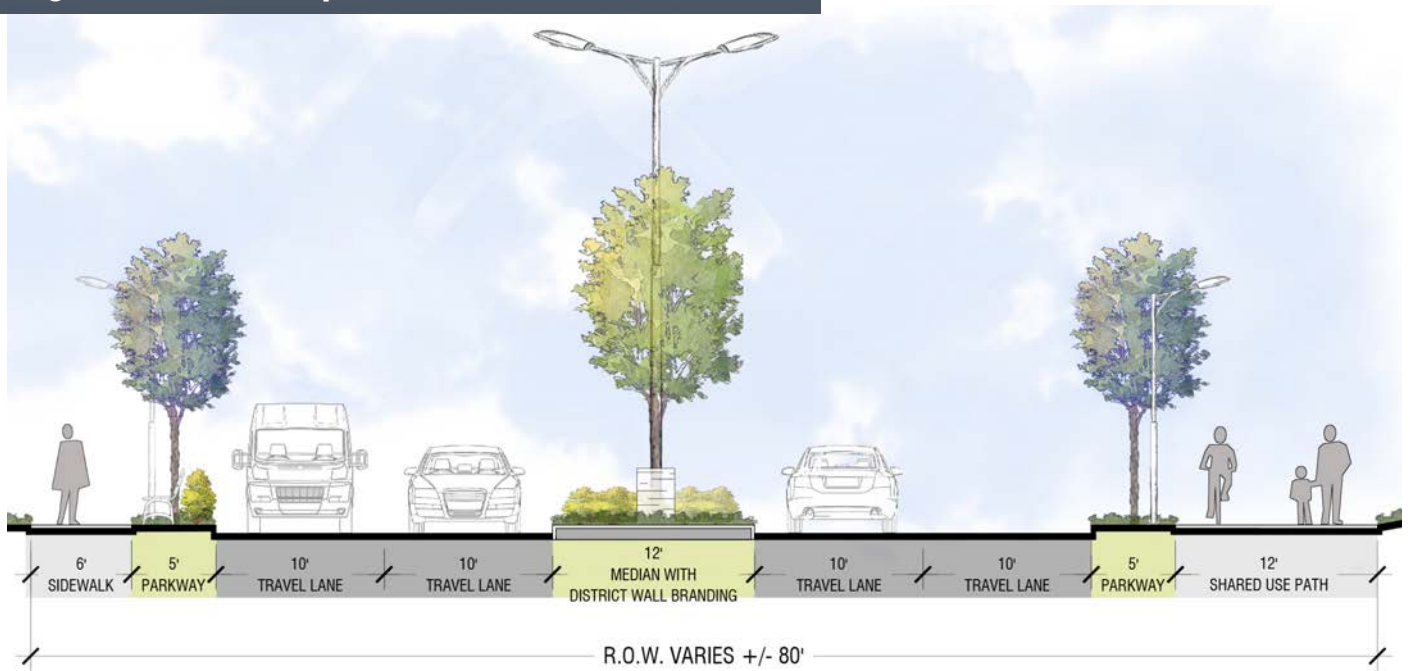 6'
SIDEWALK
5'
PARKWAY
10'
TRAVEL LANE
10'
TRAVEL LANE
12'
MEDIAN WITH
DISTRICT WALL BRANDING
10'
TRAVEL LANE
10'
TRAVEL LANE
5'
PARKWAY
12'
SHARED USE PATH
R.O.W. VARIES +/- 80'